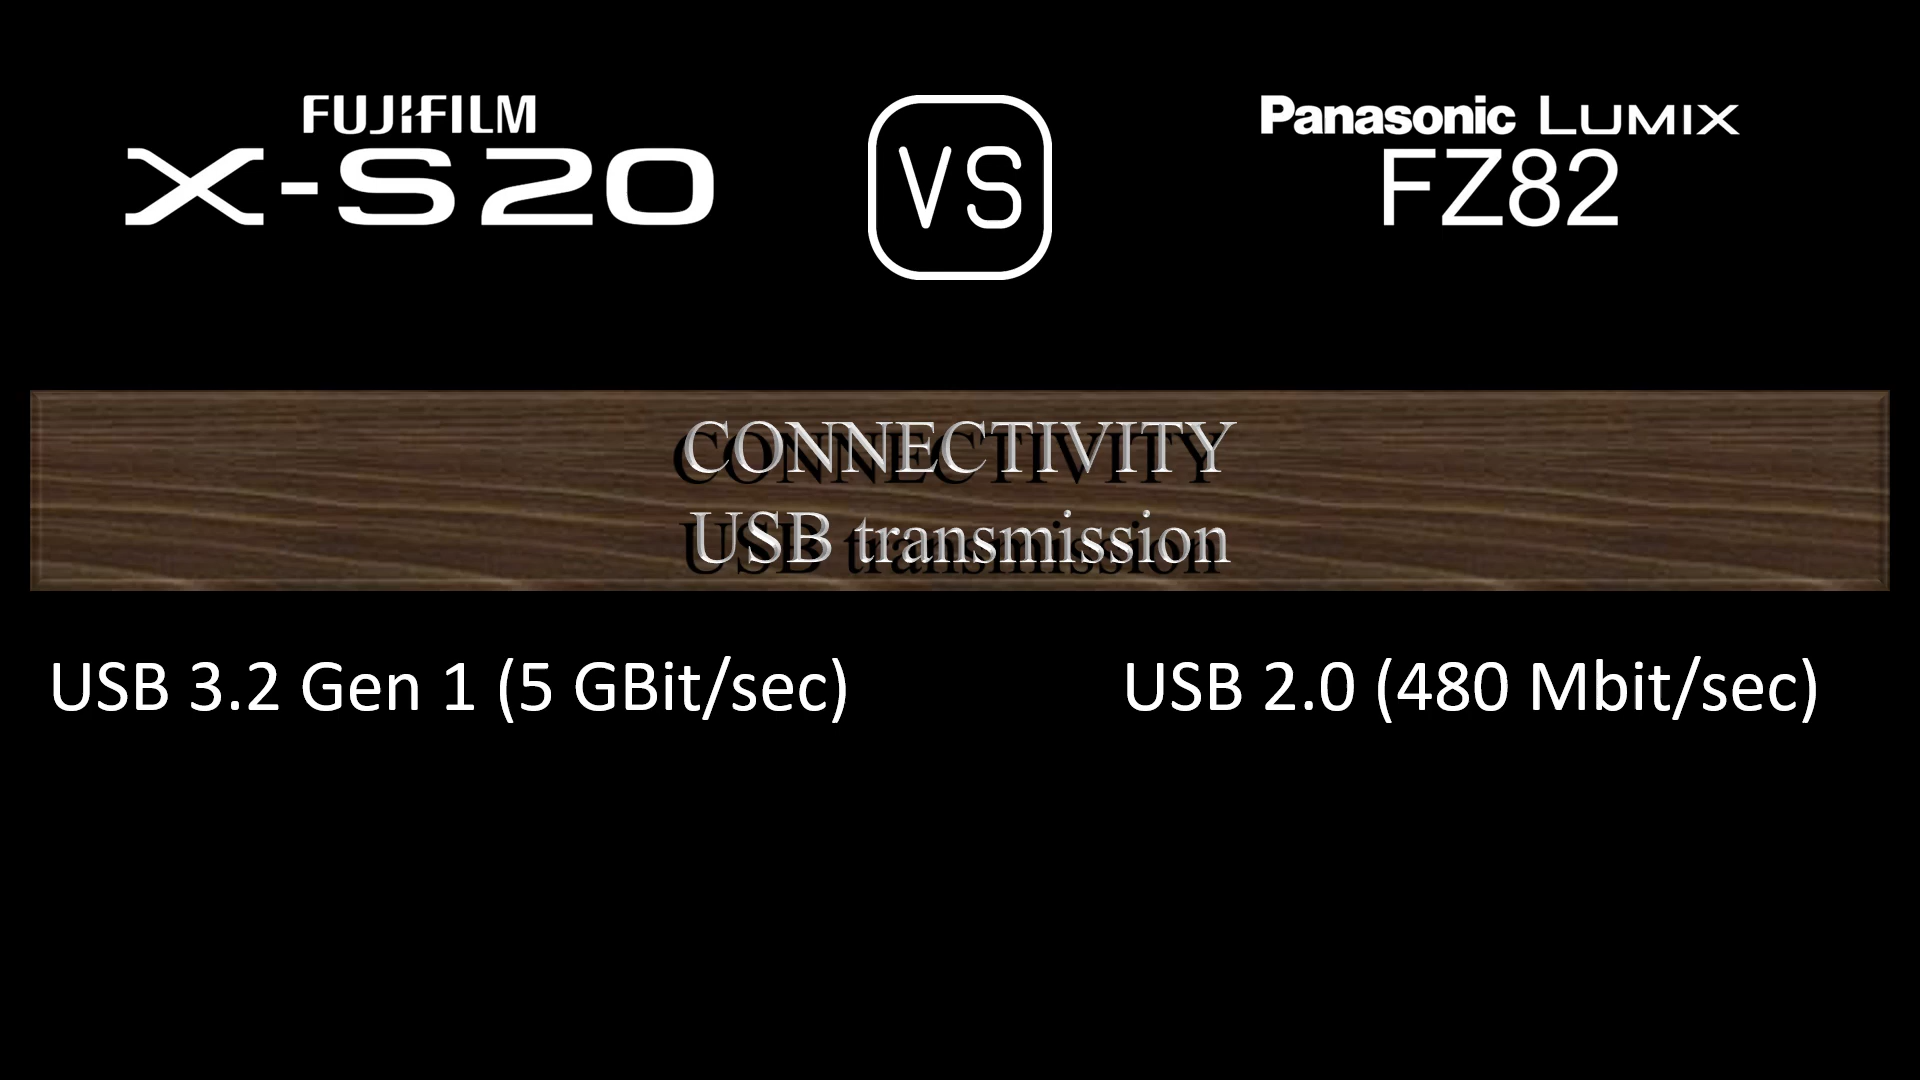 FUJIFILM
X-S20
VS
Panasonic LUMIX
FZ82
CONNECTIVITY
USB transmission
USB 3.2 Gen 1 (5 GBit/sec)
USB 2.0 (480 Mbit/sec)